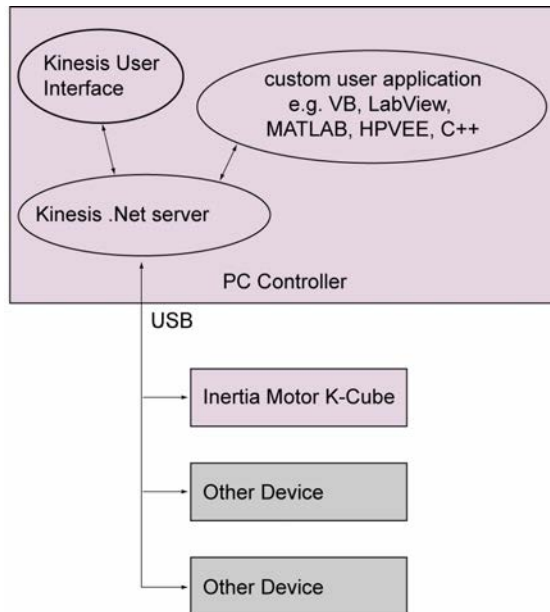 Kinesis User
Interface
custom user application
e.g. VB, LabView,
MATLAB, HPVEE, C++
Kinesis .Net server
PC Controller
USB
Inertia Motor K-Cube
Other Device
Other Device